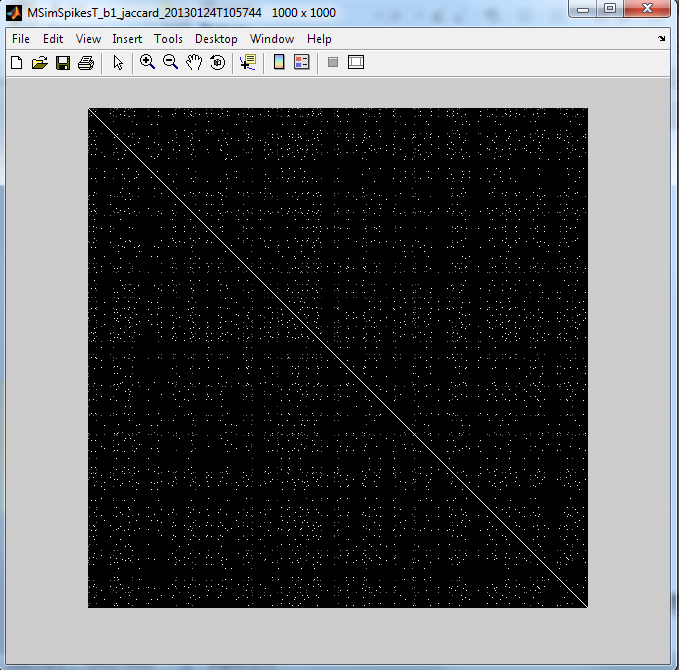 MSimSpikesT_b1_jaccard_20130124T105744   1000 x 1000
File Edit View Insert Tools Desktop Window Help